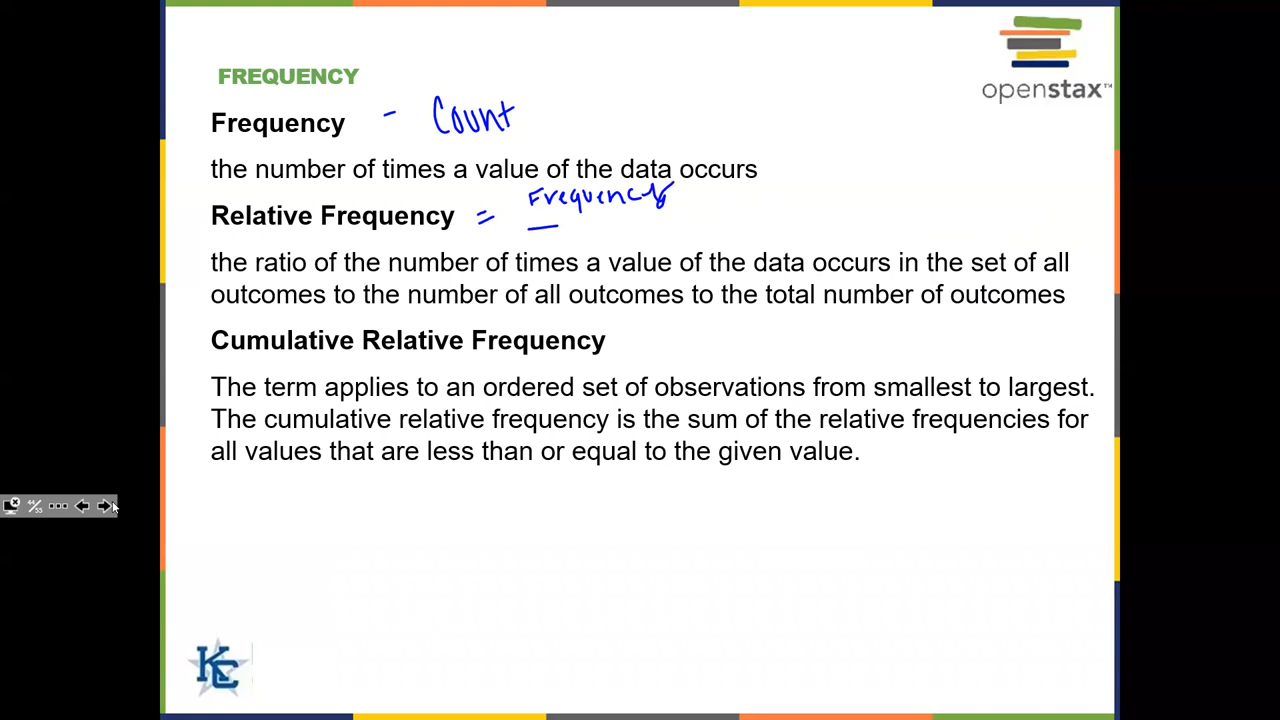 FREQUENCY
openstax™
Frequency - Count
the number of times a value of the data occurs
Frequency
Relative Frequency =
the ratio of the number of times a value of the data occurs in the set of all
outcomes to the number of all outcomes to the total number of outcomes
Cumulative Relative Frequency
The term applies to an ordered set of observations from smallest to largest.
The cumulative relative frequency is the sum of the relative frequencies for
all values that are less than or equal to the given value.
44/55
KC